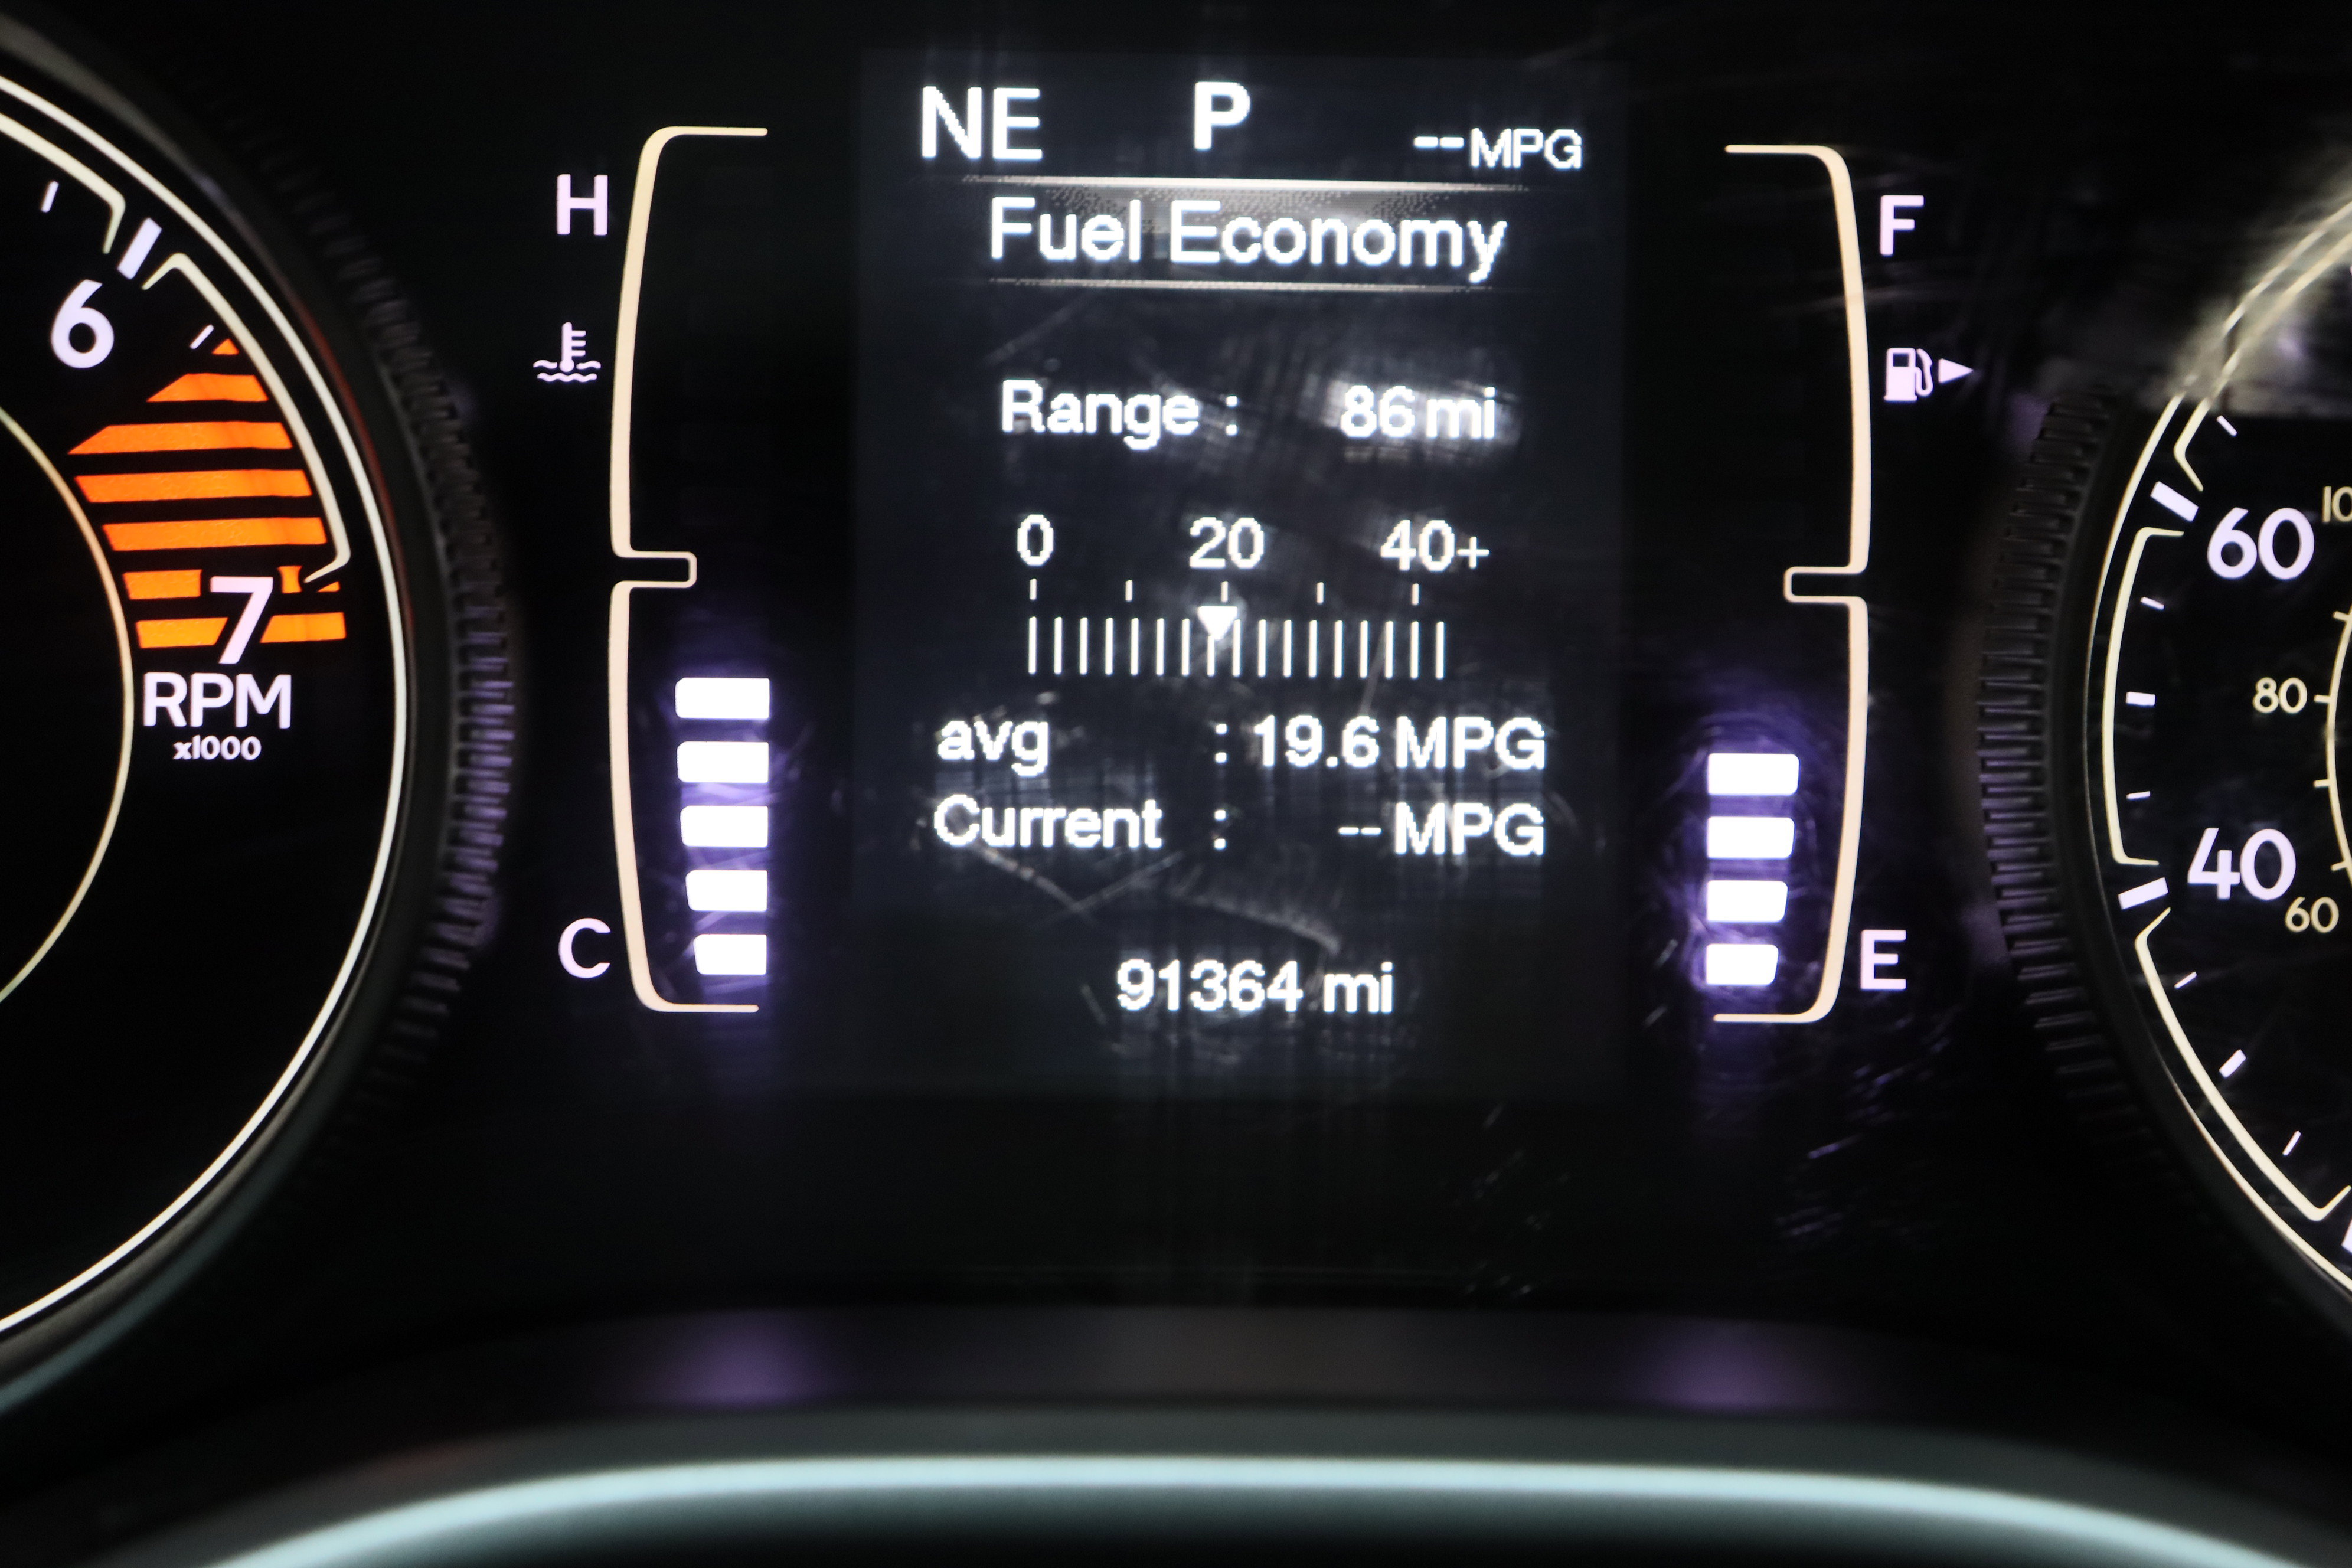 NE P --MPG
Fuel Economy
Range : 86 mi
0 20 40+
avg : 19.6 MPG
Current : -- MPG
91364 mi
H
C
F
E
6
7
RPM
x1000
60
80
40
60